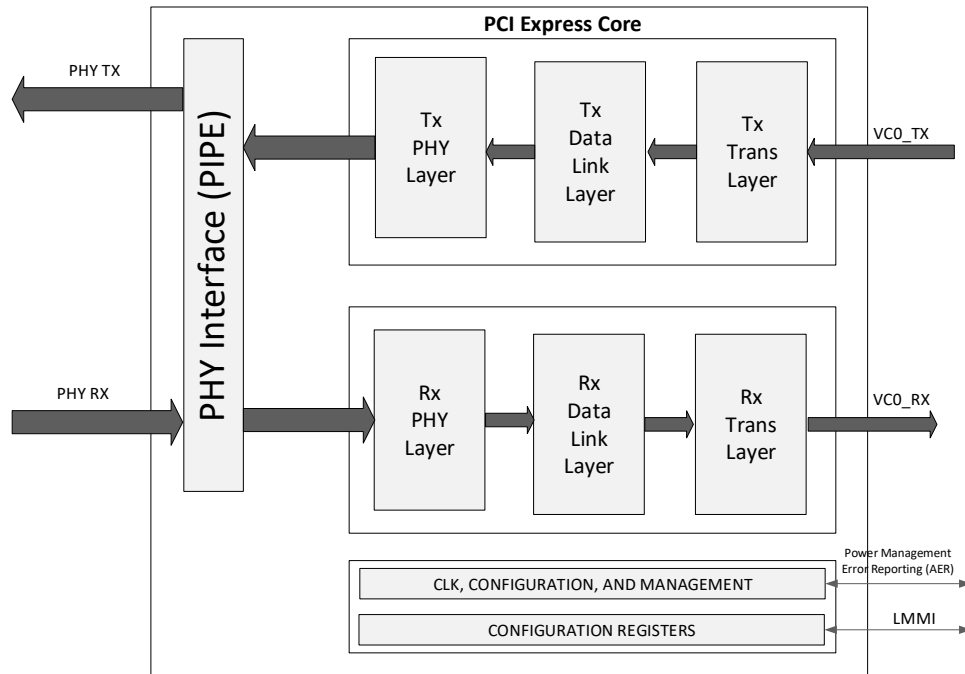 PCI Express Core
PHY TX
PHY Interface (PIPE)
Tx
PHY
Layer
Tx
Data
Link
Layer
Tx
Trans
Layer
VC0_TX
PHY RX
Rx
PHY
Layer
Rx
Data
Link
Layer
Rx
Trans
Layer
VC0_RX
CLK, CONFIGURATION, AND MANAGEMENT
Power Management
Error Reporting (AER)
CONFIGURATION REGISTERS
LMMI